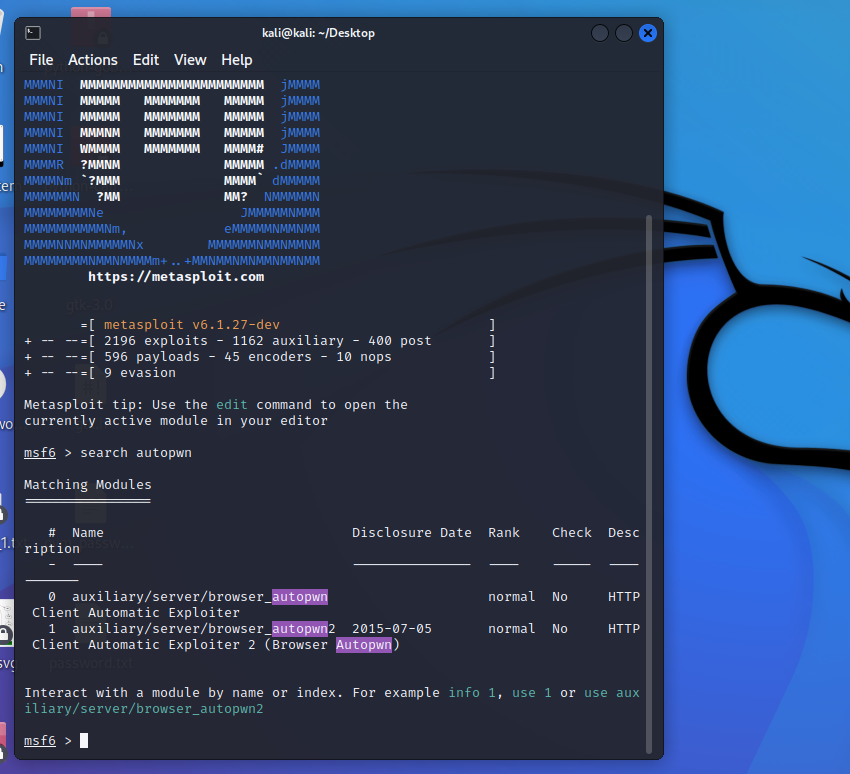 kali@kali: ~/Desktop
File Actions Edit View Help
MMMNI  MMMMMMMMMMMMMMMMMMMMMMM  jMMMM
MMMNI  MMMMM   MMMMMMM   MMMMM  jMMMM
MMMNI  MMMMM   MMMMMMM   MMMMM  jMMMM
MMMNI  MMMNM   MMMMMMM   MMMMM  jMMMM
MMMNI  WMMMM   MMMMMMM   MMMM#  JMMMM
MMMMR  ?MMNM             MMMMM .dMMMM
MMMMNm `?MMM             MMMM` dMMMMM
MMMMMMN  ?MM             MM?  NMMMMMN
MMMMMMMMNe                 JMMMMMNMMM
MMMMMMMMMMNm,            eMMMMMNMMNMM
MMMMNNMNMMMMMNx        MMMMMMNMMNMMNM
MMMMMMMMNMMNMMMMm+..+MMNMMNMNMMNMMNMM
https://metasploit.com
=[ metasploit v6.1.27-dev ]
+ -- --=[ 2196 exploits - 1162 auxiliary - 400 post ]
+ -- --=[ 596 payloads - 45 encoders - 10 nops ]
+ -- --=[ 9 evasion ]
Metasploit tip: Use the edit command to open the
currently active module in your editor
msf6 > search autopwn
Matching Modules
================
#  Name                                 Disclosure Date  Rank    Check  Desc
ription
-  ----                                 ---------------  ----    -----  ----
-------
0  auxiliary/server/browser_autopwn                      normal  No     HTTP
Client Automatic Exploiter
1  auxiliary/server/browser_autopwn2  2015-07-05       normal  No     HTTP
Client Automatic Exploiter 2 (Browser Autopwn)
Interact with a module by name or index. For example info 1, use 1 or use aux
iliary/server/browser_autopwn2
msf6 >
gtk-3.0
password.txt